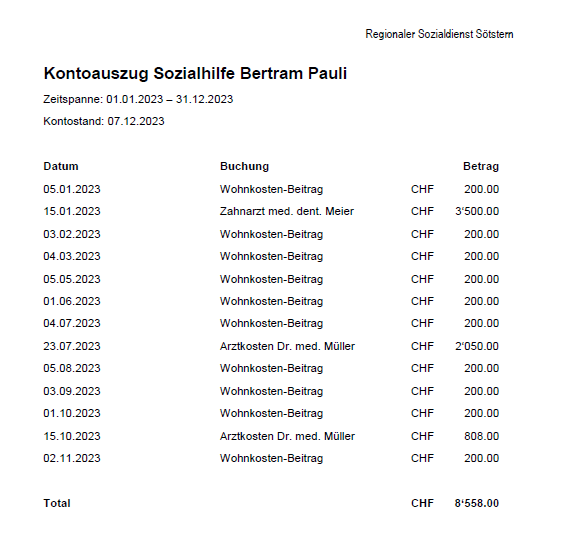 Regionaler Sozialdienst Sötstern
Kontoauszug Sozialhilfe Bertram Pauli
Zeitspanne: 01.01.2023 – 31.12.2023
Kontostand: 07.12.2023
Datum Buchung Betrag
05.01.2023 Wohnkosten-Beitrag CHF 200.00
15.01.2023 Zahnarzt med. dent. Meier CHF 3‘500.00
03.02.2023 Wohnkosten-Beitrag CHF 200.00
04.03.2023 Wohnkosten-Beitrag CHF 200.00
05.05.2023 Wohnkosten-Beitrag CHF 200.00
01.06.2023 Wohnkosten-Beitrag CHF 200.00
04.07.2023 Wohnkosten-Beitrag CHF 200.00
23.07.2023 Arztkosten Dr. med. Müller CHF 2‘050.00
05.08.2023 Wohnkosten-Beitrag CHF 200.00
03.09.2023 Wohnkosten-Beitrag CHF 200.00
01.10.2023 Wohnkosten-Beitrag CHF 200.00
15.10.2023 Arztkosten Dr. med. Müller CHF 808.00
02.11.2023 Wohnkosten-Beitrag CHF 200.00
Total CHF 8‘558.00